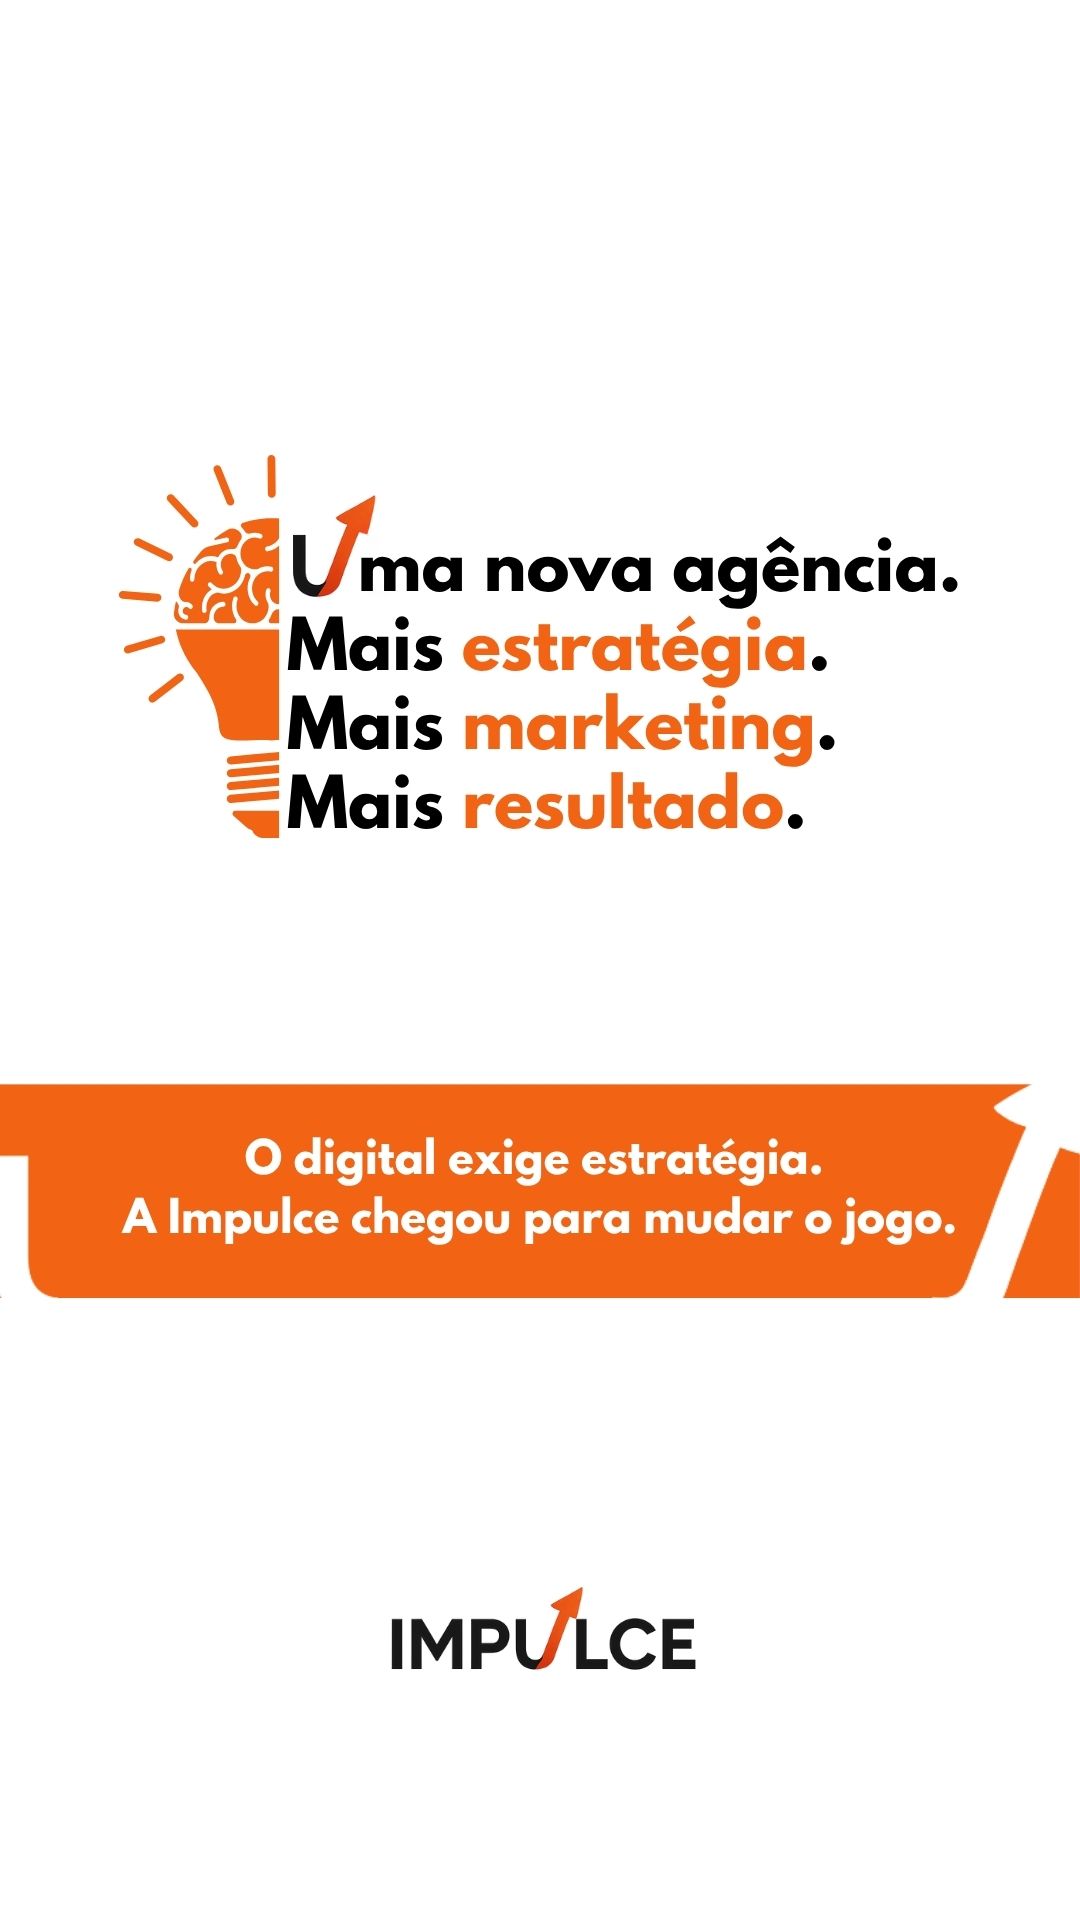 Uma nova agência.
Mais estratégia.
Mais marketing.
Mais resultado.
O digital exige estratégia.
A Impulce chegou para mudar o jogo.
IMPULCE